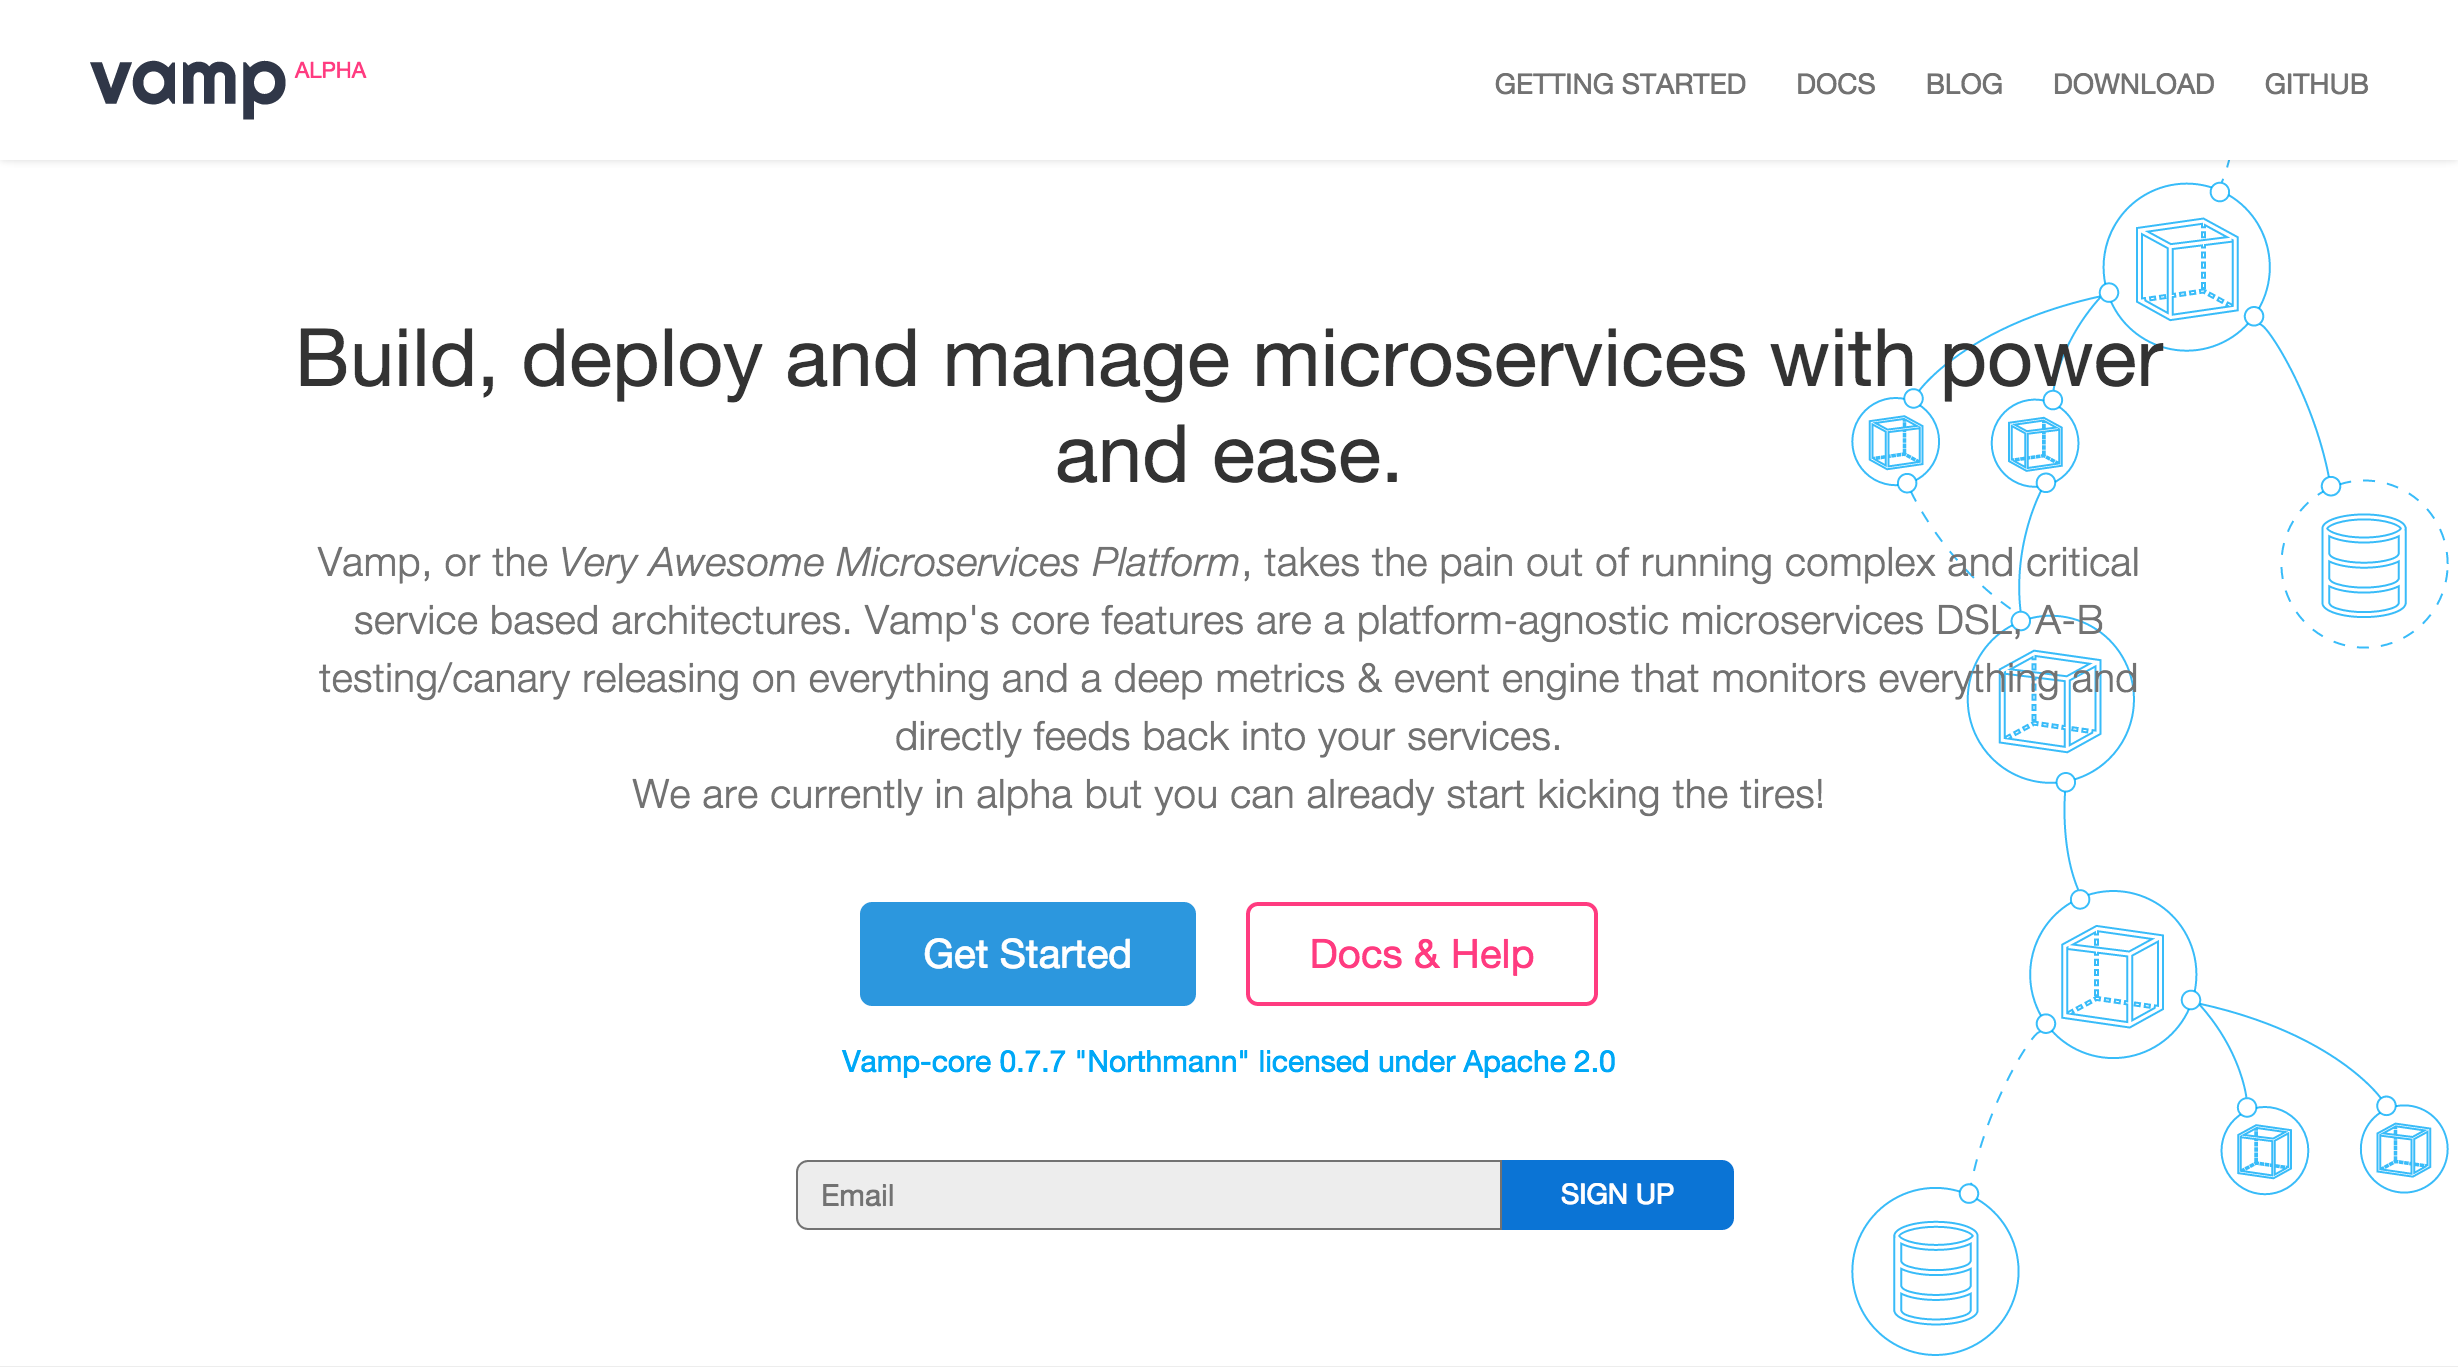 vamp ALPHA
GETTING STARTED DOCS BLOG DOWNLOAD GITHUB
Build, deploy and manage microservices with power
and ease.
Vamp, or the Very Awesome Microservices Platform, takes the pain out of running complex and critical
service based architectures. Vamp's core features are a platform-agnostic microservices DSL, A-B
testing/canary releasing on everything and a deep metrics & event engine that monitors everything and
directly feeds back into your services.
We are currently in alpha but you can already start kicking the tires!
Get Started Docs & Help
Vamp-core 0.7.7 "Northmann" licensed under Apache 2.0
Email SIGN UP